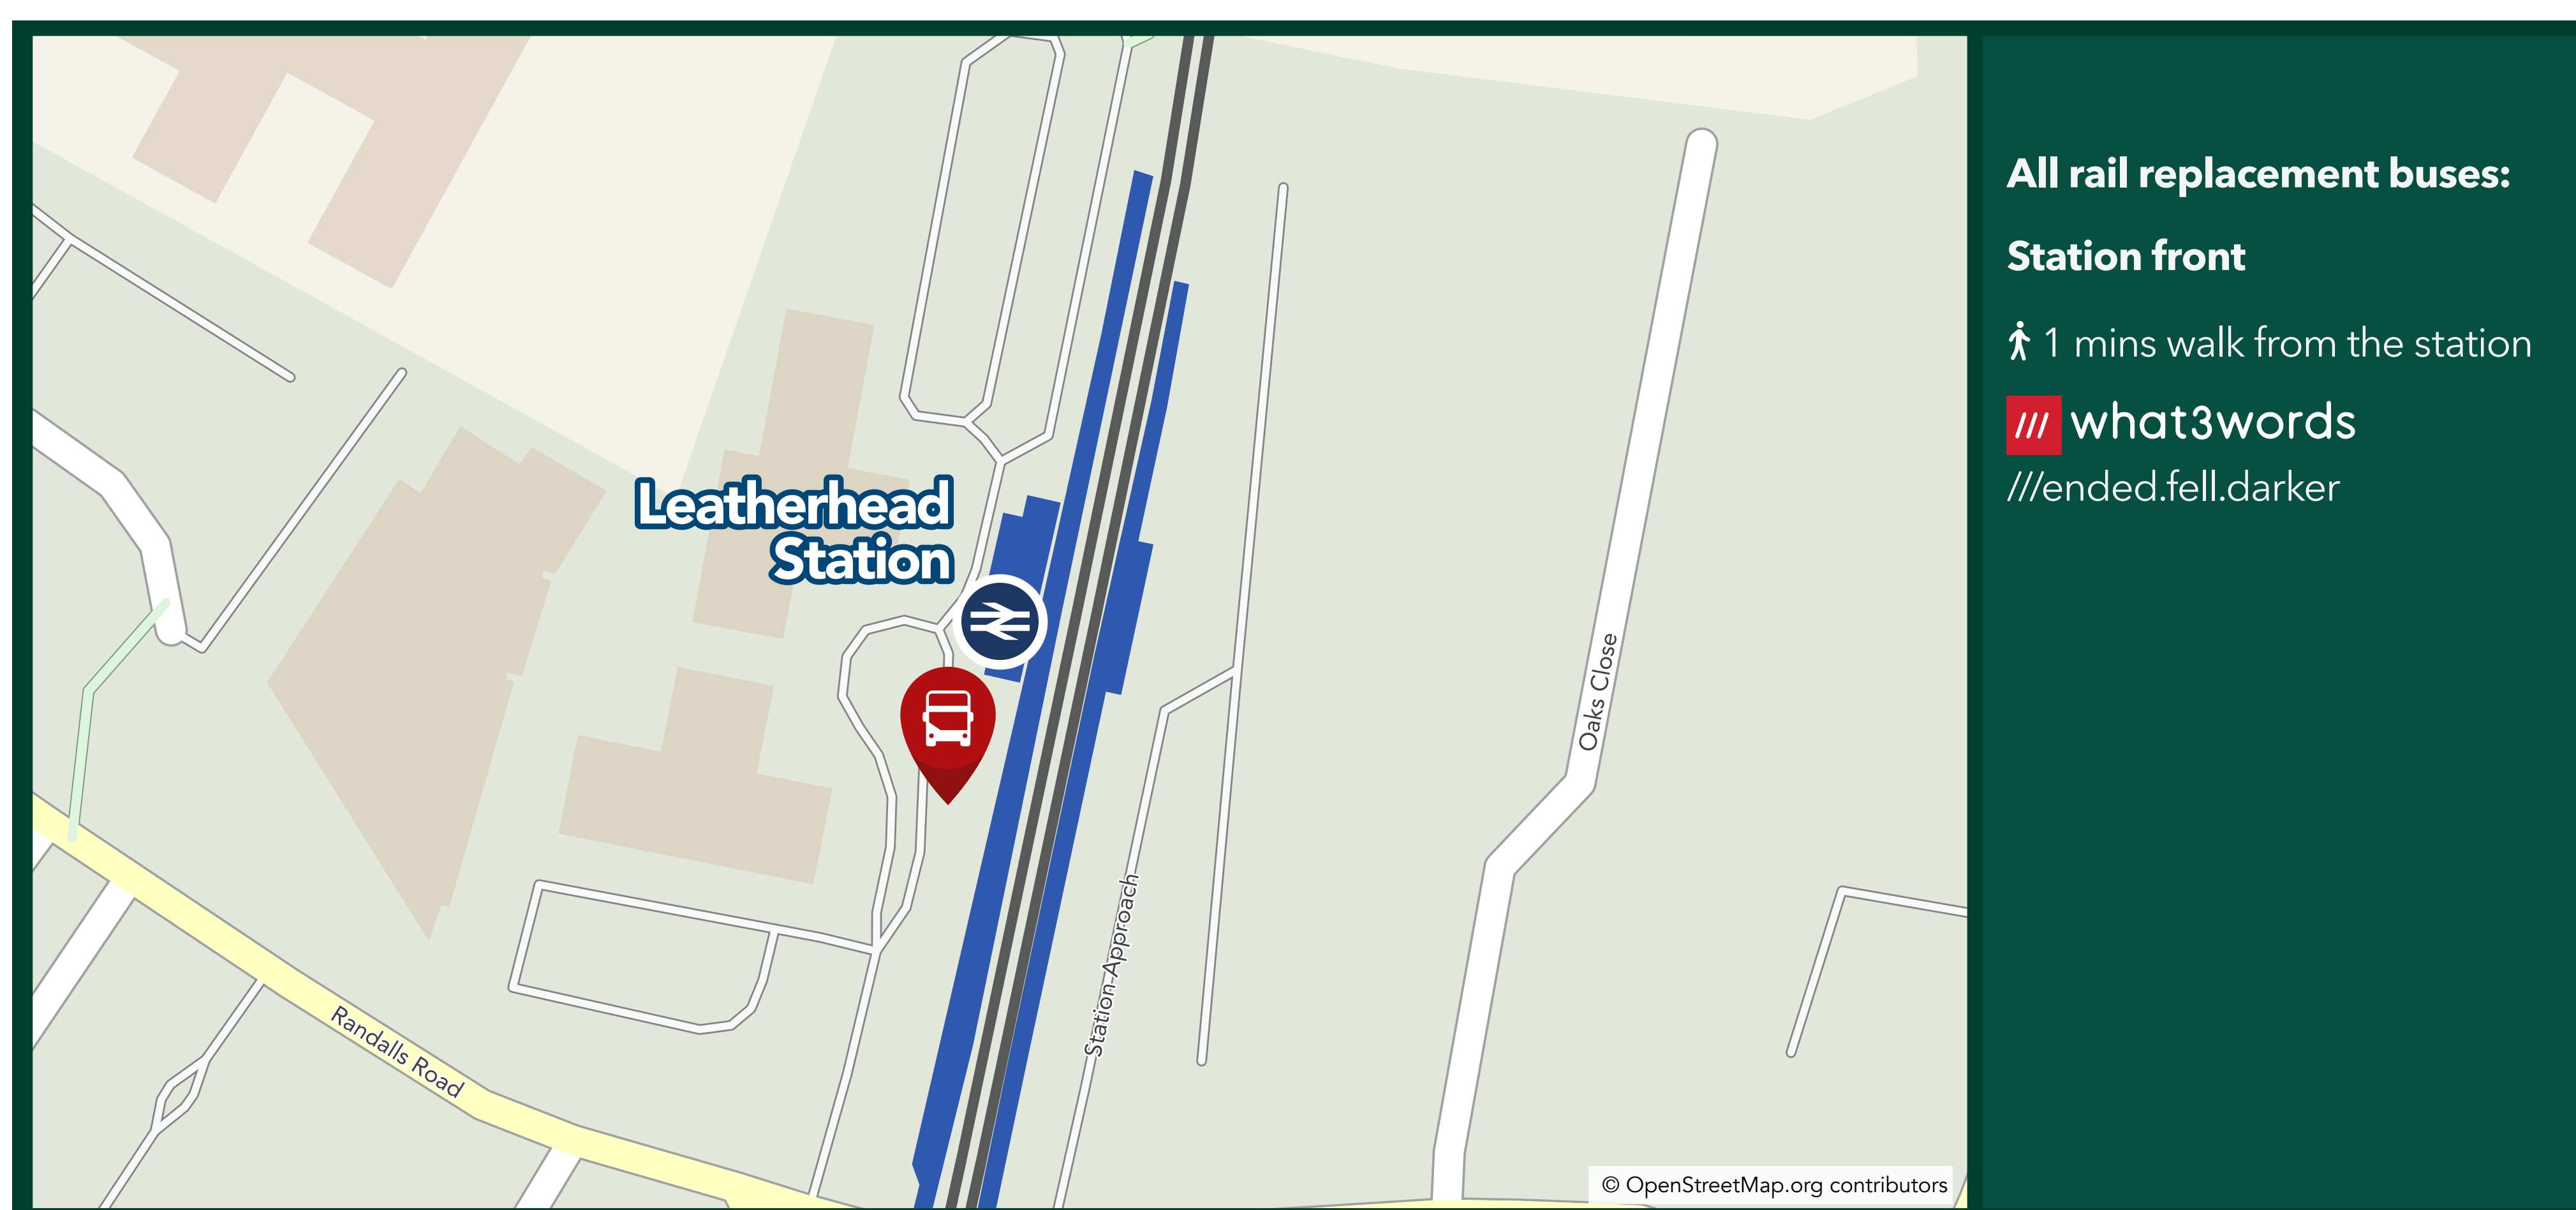 Leatherhead
Station
Oaks Close
Station Approach
Randalls Road
© OpenStreetMap.org contributors
All rail replacement buses:
Station front
1 mins walk from the station
/// what3words
///ended.fell.darker